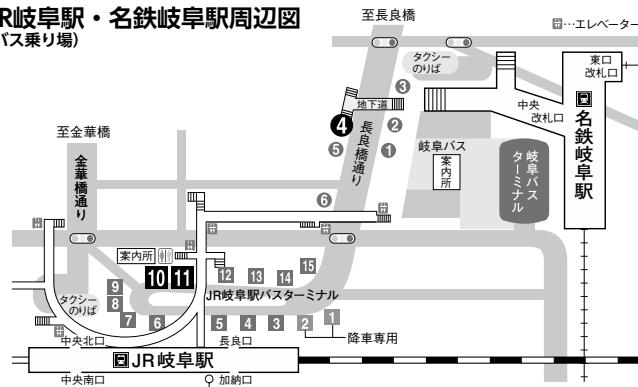 JR岐阜駅・名鉄岐阜駅周辺図
バス乗り場)
至長良橋
…エレベーター
タクシー
のりば
東口
改札口
③
地下道
中央
改札口
名鉄岐阜駅
4
②
⑤
①
長良橋通り
岐阜バス
案内所
岐阜バス
ターミナル
至金華橋
金華橋通り
⑥
案内所
10
11
12
13
14
15
9
8
7
6
JR岐阜駅バスターミナル
タクシー
のりば
5
4
3
2
1
降車専用
中央北口
長良口
JR岐阜駅
中央南口
加納口